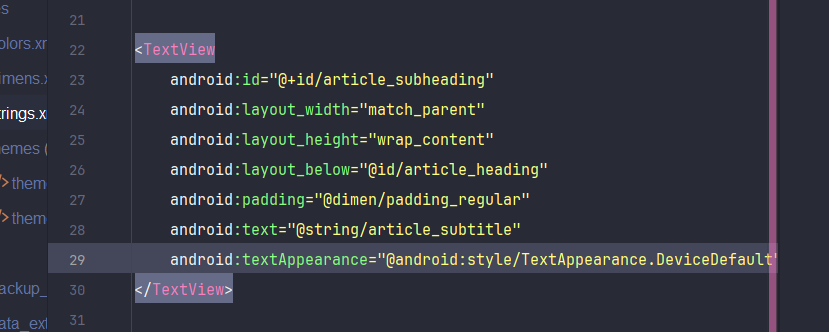 es
21
olors.xm
22 <TextView
imens.x
23 android:id="@+id/article_subheading"
24 android:layout_width="match_parent"
trings.x
25 android:layout_height="wrap_content"
emes (
26 android:layout_below="@id/article_heading"
</> theme
27 android:padding="@dimen/padding_regular"
</> theme
28 android:text="@string/article_subtitle"
29 android:textAppearance="@android:style/TextAppearance.DeviceDefault"
ackup_
30 </TextView>
ata_ext
31